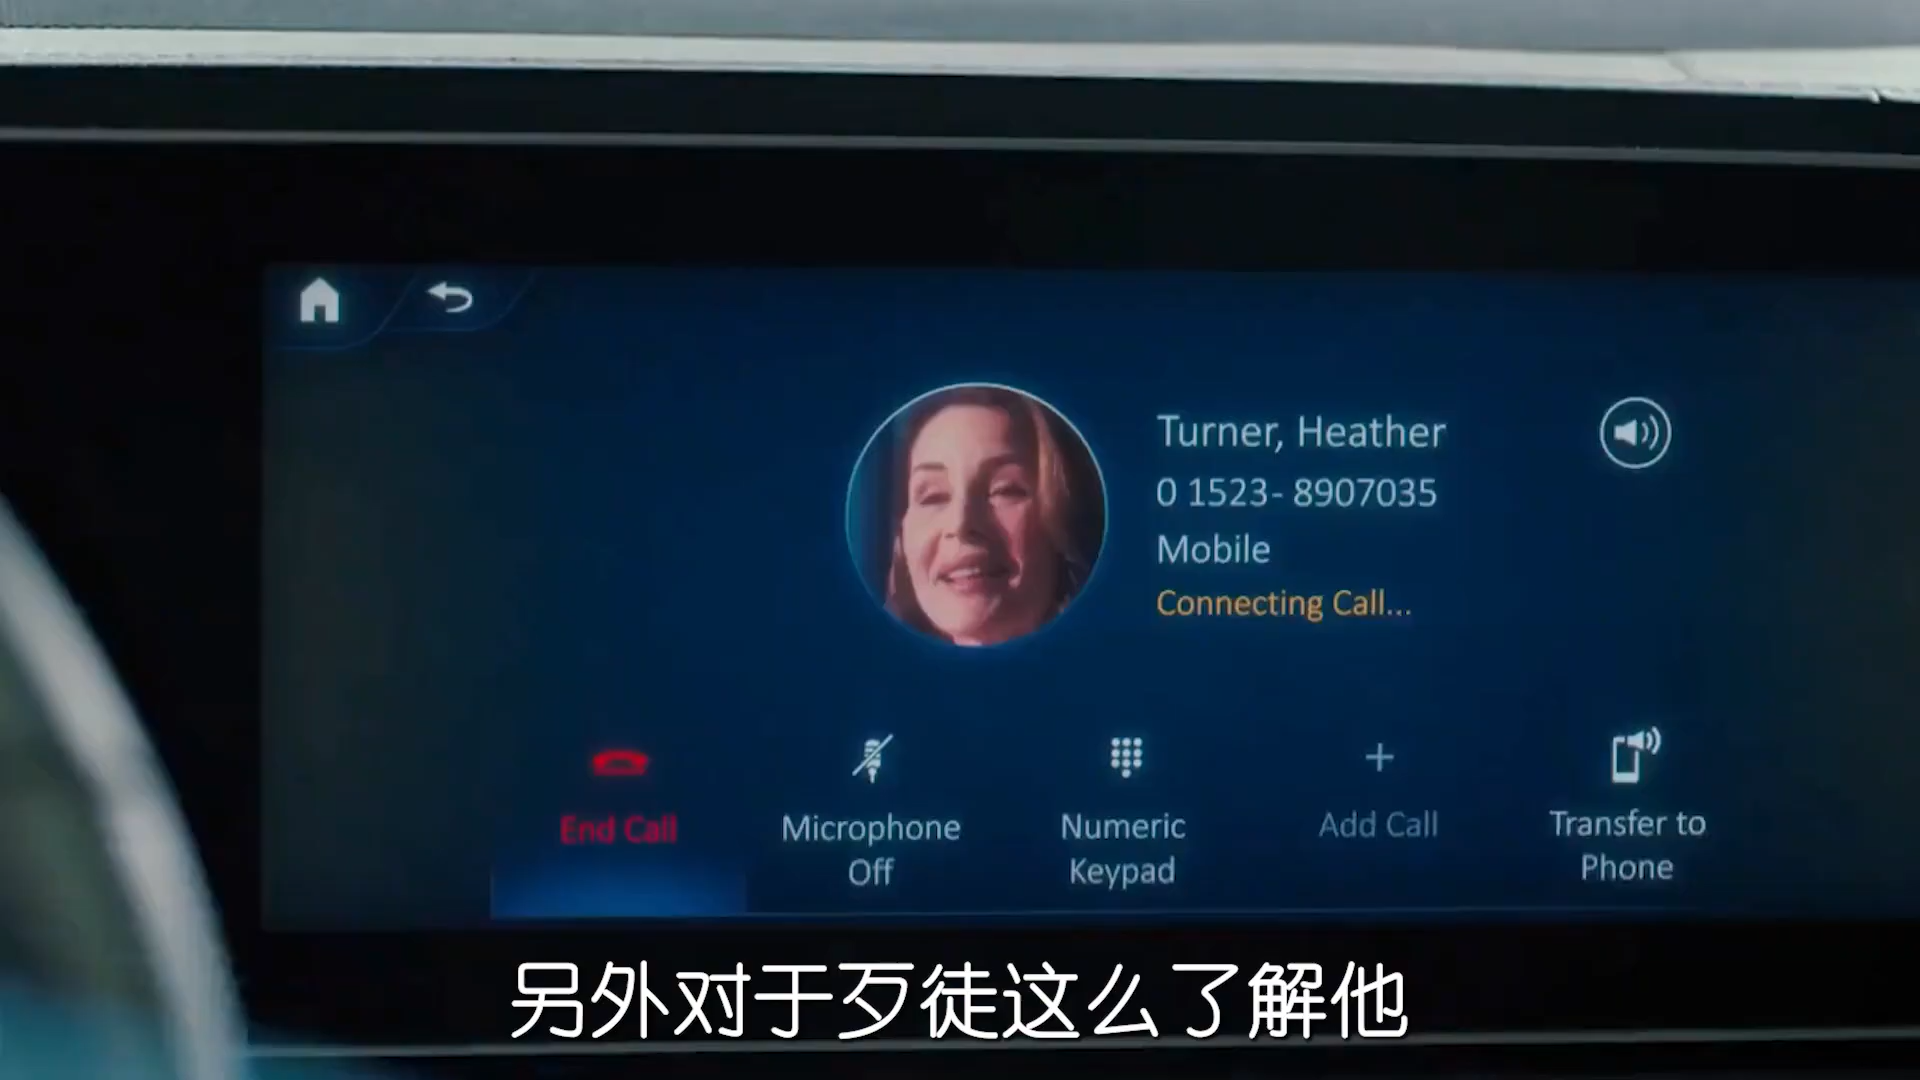 Turner, Heather
0 1523- 8907035
Mobile
Connecting Call...
End Call
Microphone
Off
Numeric
Keypad
Add Call
Transfer to
Phone
另外对于歹徒这么了解他